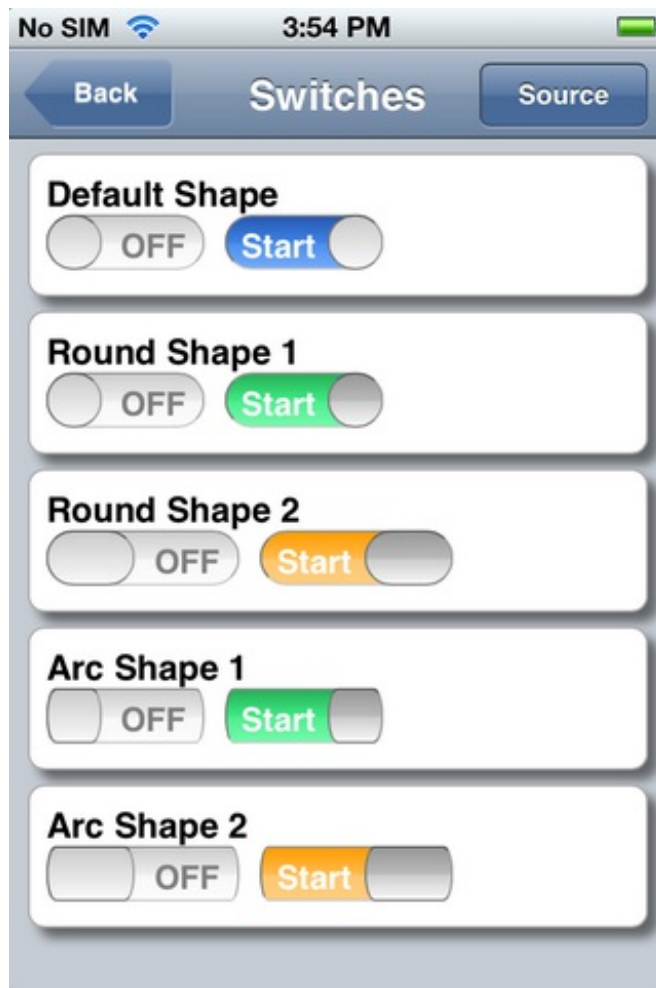 No SIM 3:54 PM
Back Switches Source
Default Shape
OFF Start
Round Shape 1
OFF Start
Round Shape 2
OFF Start
Arc Shape 1
OFF Start
Arc Shape 2
OFF Start